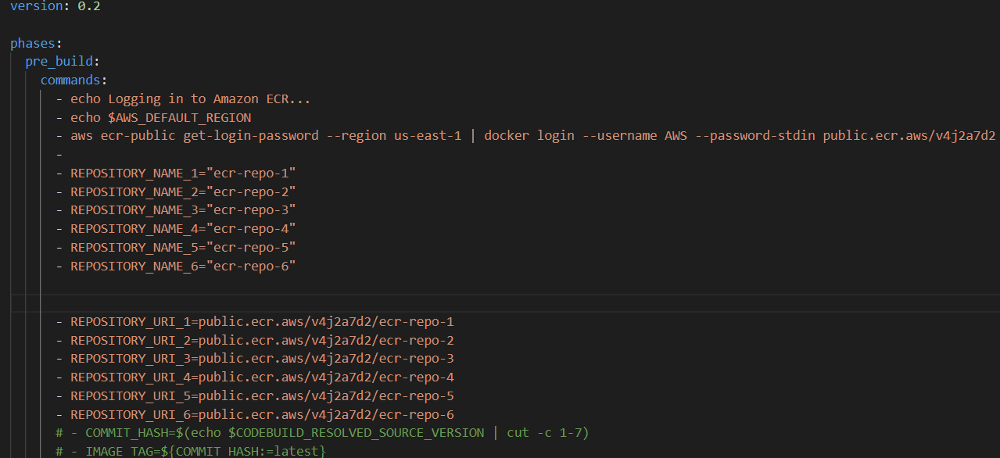 version: 0.2
phases:
pre_build:
commands:
- echo Logging in to Amazon ECR...
- echo $AWS_DEFAULT_REGION
- aws ecr-public get-login-password --region us-east-1 | docker login --username AWS --password-stdin public.ecr.aws/v4j2a7d2
-
- REPOSITORY_NAME_1="ecr-repo-1"
- REPOSITORY_NAME_2="ecr-repo-2"
- REPOSITORY_NAME_3="ecr-repo-3"
- REPOSITORY_NAME_4="ecr-repo-4"
- REPOSITORY_NAME_5="ecr-repo-5"
- REPOSITORY_NAME_6="ecr-repo-6"
- REPOSITORY_URI_1=public.ecr.aws/v4j2a7d2/ecr-repo-1
- REPOSITORY_URI_2=public.ecr.aws/v4j2a7d2/ecr-repo-2
- REPOSITORY_URI_3=public.ecr.aws/v4j2a7d2/ecr-repo-3
- REPOSITORY_URI_4=public.ecr.aws/v4j2a7d2/ecr-repo-4
- REPOSITORY_URI_5=public.ecr.aws/v4j2a7d2/ecr-repo-5
- REPOSITORY_URI_6=public.ecr.aws/v4j2a7d2/ecr-repo-6
# - COMMIT_HASH=$(echo $CODEBUILD_RESOLVED_SOURCE_VERSION | cut -c 1-7)
# - IMAGE_TAG=${COMMIT_HASH:=latest}